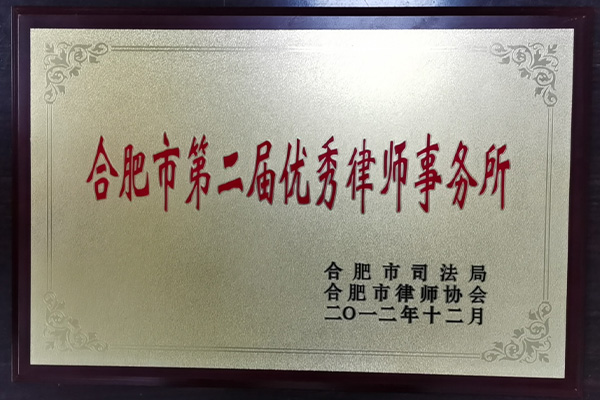 合肥市第二届优秀律师事务所
合肥市司法局
合肥市律师协会
二〇一二年十二月